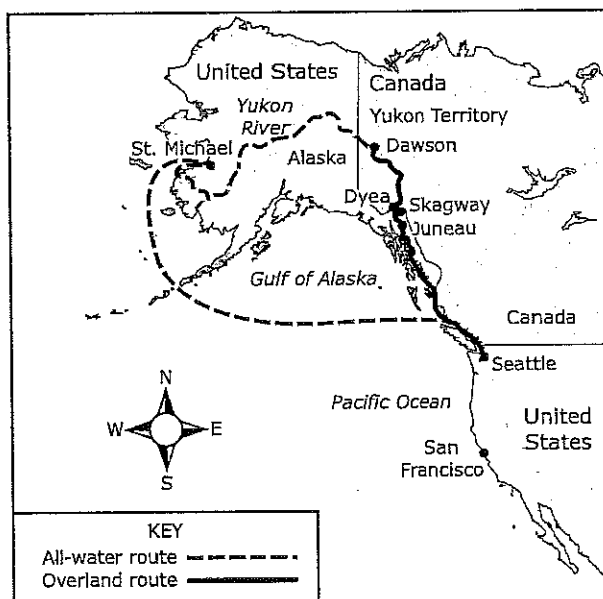 United States
Canada
Yukon
River
Yukon Territory
St. Michael
Dawson
Alaska
Dyea
Skagway
Juneau
Gulf of Alaska
Canada
Seattle
N
W
E
S
Pacific Ocean
United
States
San
Francisco
KEY
All-water route
Overland route